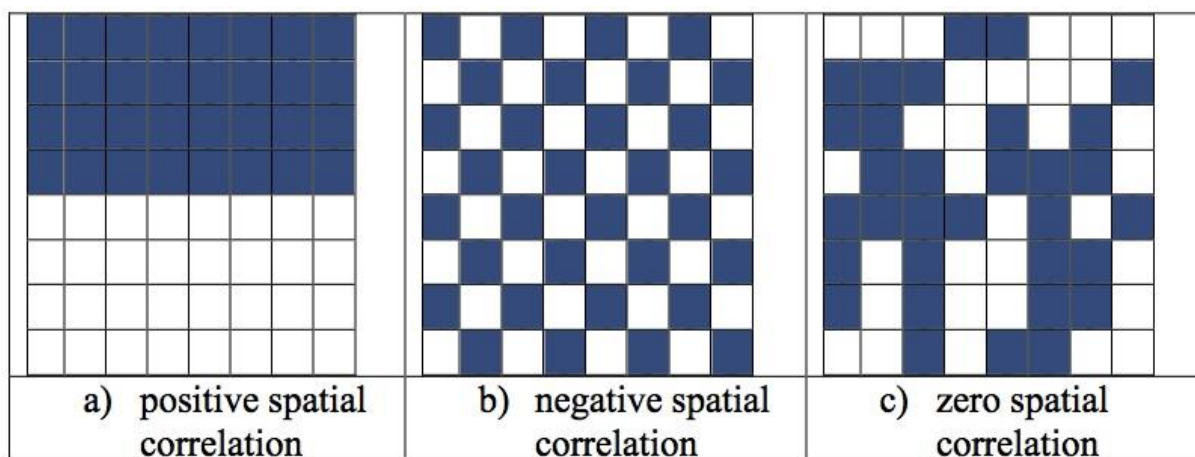 a) positive spatial
correlation
b) negative spatial
correlation
c) zero spatial
correlation